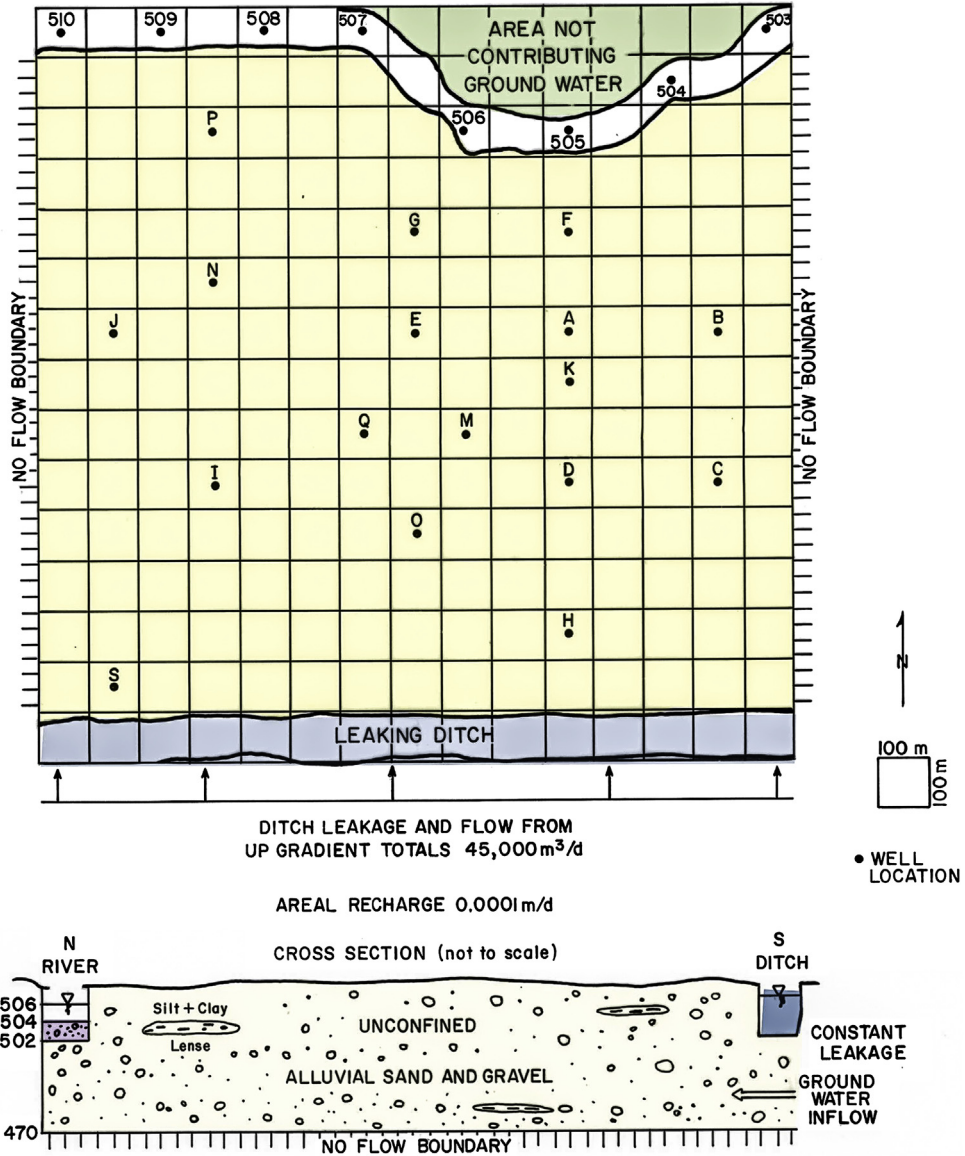 510 509 508 507 503
AREA NOT
CONTRIBUTING
GROUND WATER
504
506
505
P
G F
N
J E A B
K
Q M
I D C
O
H
S
NO FLOW BOUNDARY
NO FLOW BOUNDARY
LEAKING DITCH
N
100 m
100 m
DITCH LEAKAGE AND FLOW FROM
UP GRADIENT TOTALS 45,000 m³/d
WELL
LOCATION
AREAL RECHARGE 0.0001 m/d
CROSS SECTION (not to scale)
N
RIVER
S
DITCH
506
504
502
470
Silt + Clay
Lense
UNCONFINED
ALLUVIAL SAND AND GRAVEL
CONSTANT
LEAKAGE
GROUND
WATER
INFLOW
NO FLOW BOUNDARY